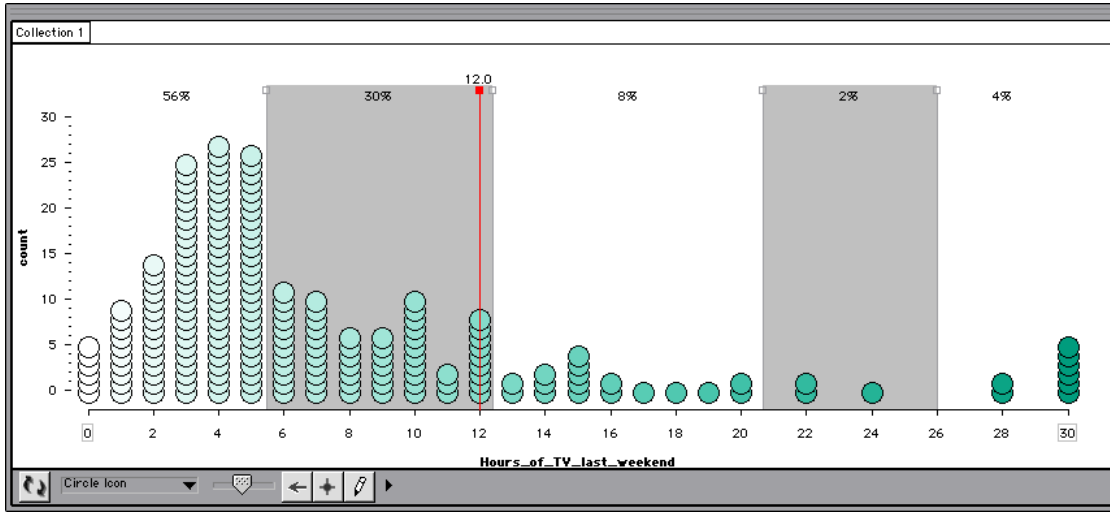 Collection 1
12.0
56% 30% 8% 2% 4%
30
25
20
15
10
5
0
count
0 2 4 6 8 10 12 14 16 18 20 22 24 26 28 30
Hours_of_TV_last_weekend
Circle Icon